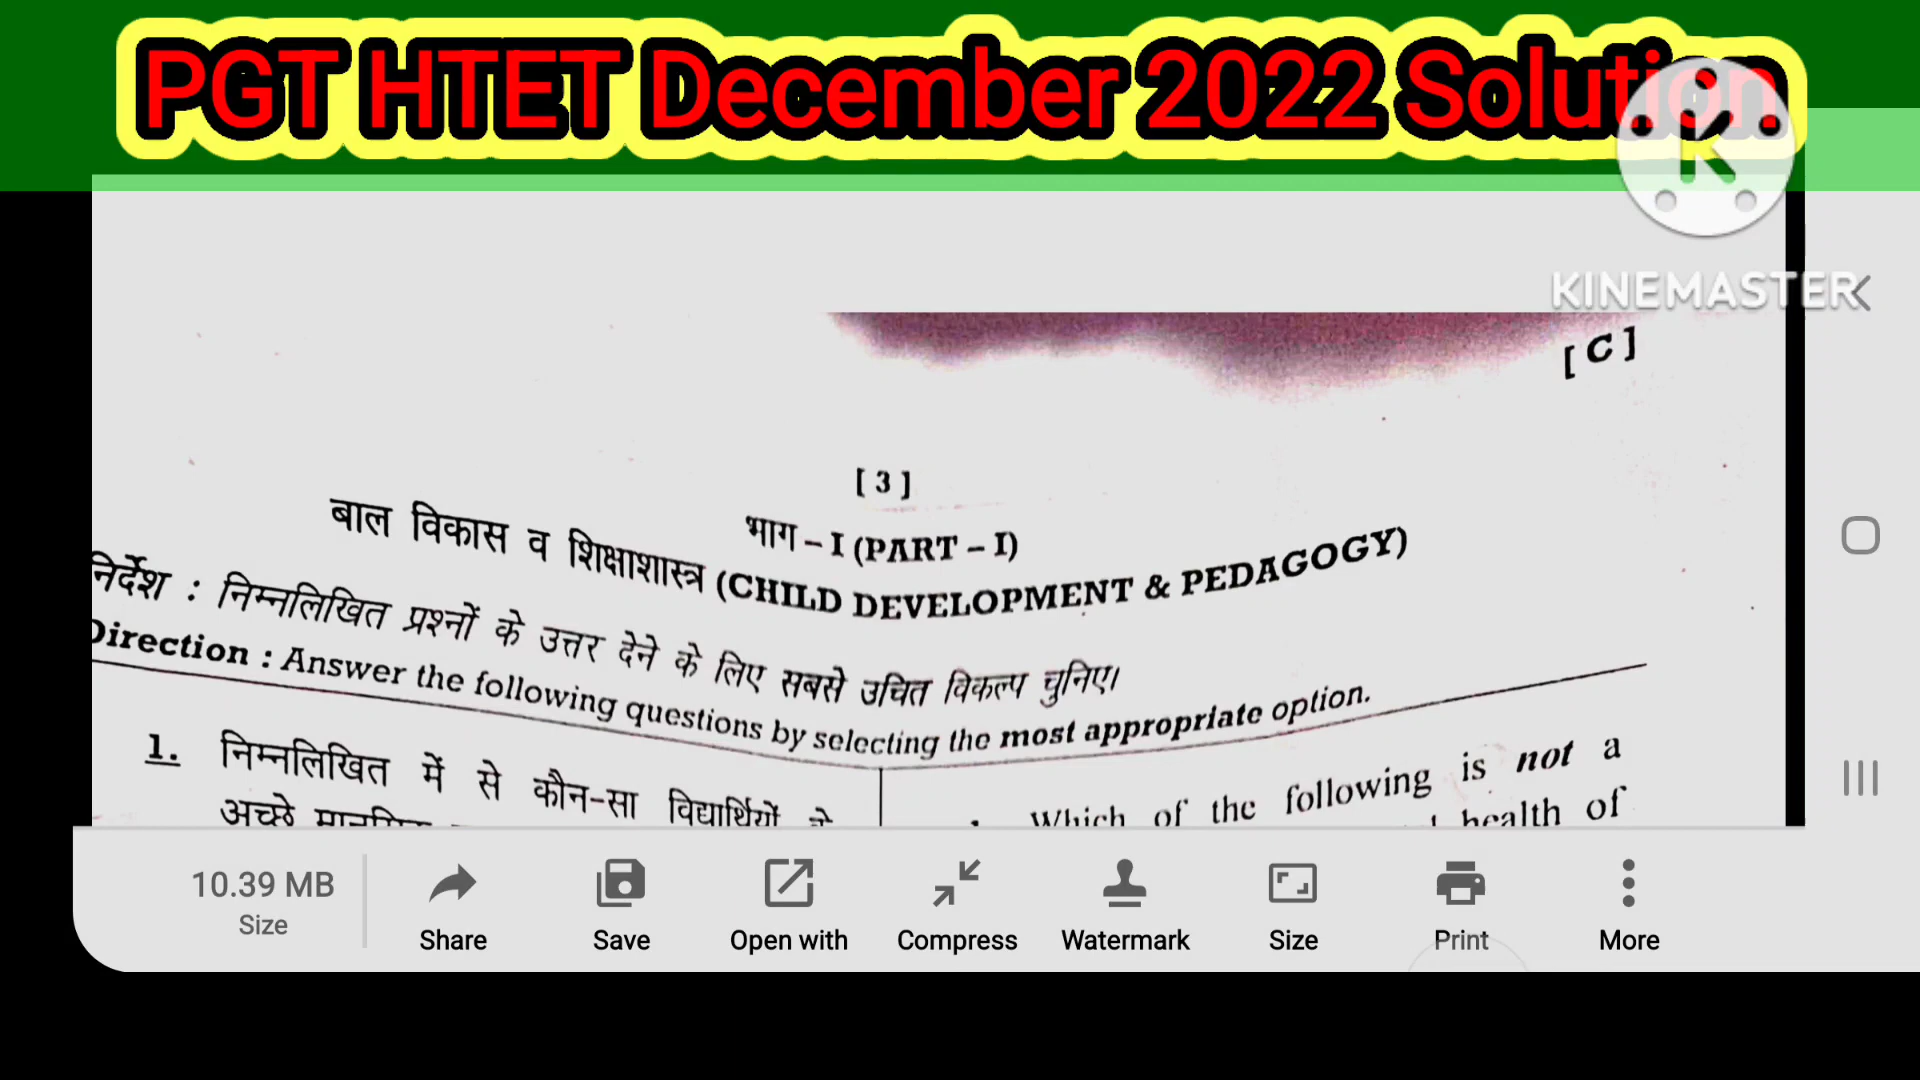 PGT HTET December 2022 Solution
KINEMASTER
[ C ]
[ 3 ]
भाग – I (PART – I)
बाल विकास व शिक्षाशास्त्र (CHILD DEVELOPMENT & PEDAGOGY)
निर्देश : निम्नलिखित प्रश्नों के उत्तर देने के लिए सबसे उचित विकल्प चुनिए।
Direction : Answer the following questions by selecting the most appropriate option.
1. निम्नलिखित में से कौन-सा विद्यार्थियों के
अच्छे
Which of the following is not a
health of
10.39 MB
Size
Share
Save
Open with
Compress
Watermark
Size
Print
More